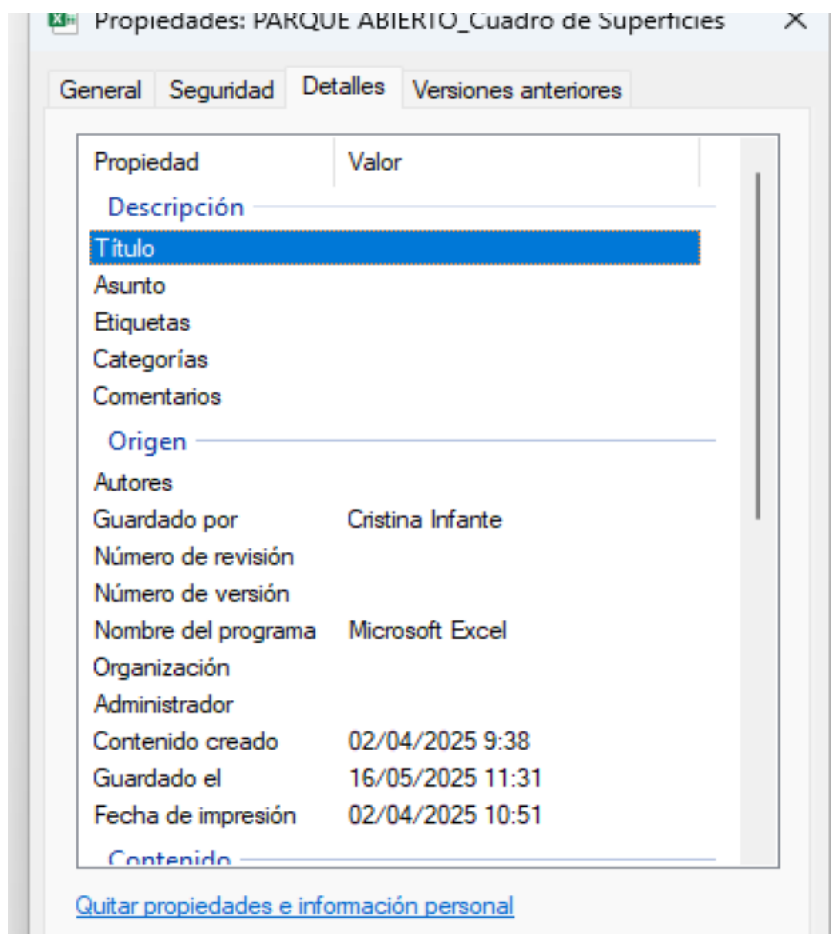 Propiedades: PARQUE ABIERTO_Cuadro de Superficies
General Seguridad Detalles Versiones anteriores
Propiedad Valor
Descripción
Título
Asunto
Etiquetas
Categorías
Comentarios
Origen
Autores
Guardado por Cristina Infante
Número de revisión
Número de versión
Nombre del programa Microsoft Excel
Organización
Administrador
Contenido creado 02/04/2025 9:38
Guardado el 16/05/2025 11:31
Fecha de impresión 02/04/2025 10:51
Contenido
Quitar propiedades e información personal